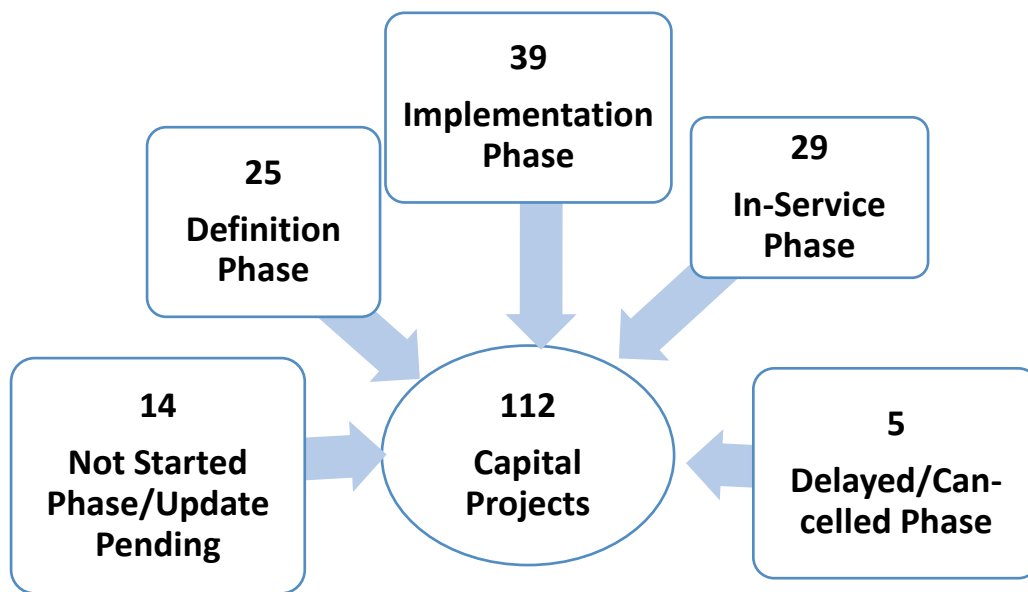 39
Implementation
Phase
25
Definition
Phase
29
In-Service
Phase
14
Not Started
Phase/Update
Pending
112
Capital
Projects
5
Delayed/Can-
celled Phase